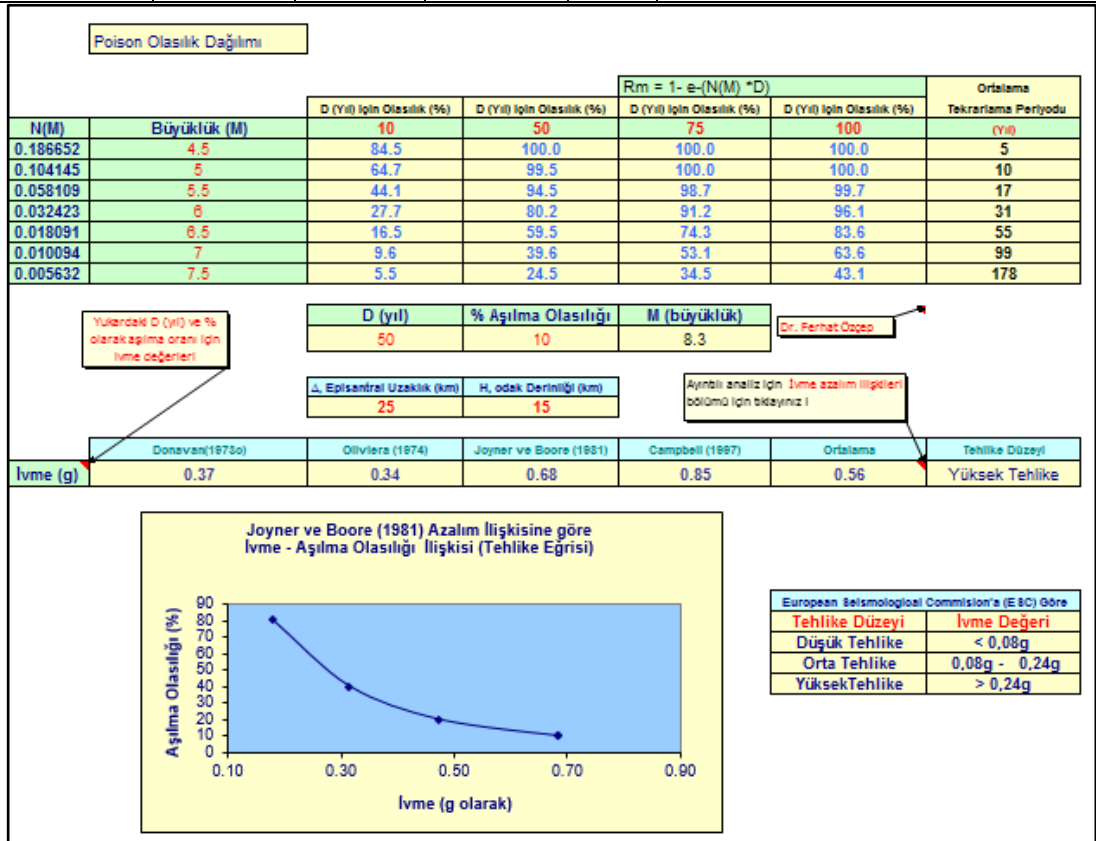 Poison Olasılık Dağılımı
Rm = 1- e-(N(M) *D)
Ortalama
D (Yıl) İçin Olasılık (%) D (Yıl) İçin Olasılık (%) D (Yıl) İçin Olasılık (%) D (Yıl) İçin Olasılık (%) Tekrarlama Periyodu
N(M) Büyüklük (M) 10 50 75 100 (Yıl)
0.186652 4.5 84.5 100.0 100.0 100.0 5
0.104145 5 64.7 99.5 100.0 100.0 10
0.058109 5.5 44.1 94.5 98.7 99.7 17
0.032423 6 27.7 80.2 91.2 96.1 31
0.018091 6.5 16.5 59.5 74.3 83.6 55
0.010094 7 9.6 39.6 53.1 63.6 99
0.005632 7.5 5.5 24.5 34.5 43.1 178
Yukardaki D (yıl) ve %
olarak aşılma oranı için
ivme değerleri
D (yıl) % Aşılma Olasılığı M (büyüklük)
50 10 8.3
Dr. Ferhat Özçep
Δ, Episantral Uzaklık (km) H, odak Derinliği (km)
25 15
Ayrıntılı analiz için İvme azalım ilişkileri
bölümü için tıklayınız !
Donavan(1973o) Oliviera (1974) Joyner ve Boore (1981) Campbell (1997) Ortalama Tehlike Düzeyi
İvme (g) 0.37 0.34 0.68 0.85 0.56 Yüksek Tehlike
Joyner ve Boore (1981) Azalım İlişkisine göre
İvme - Aşılma Olasılığı İlişkisi (Tehlike Eğrisi)
Aşılma Olasılığı (%)
90
80
70
60
50
40
30
20
10
0
0.10 0.30 0.50 0.70 0.90
İvme (g olarak)
European Seismological Commision'a (ESC) Göre
Tehlike Düzeyi İvme Değeri
Düşük Tehlike < 0,08g
Orta Tehlike 0,08g - 0,24g
YüksekTehlike > 0,24g